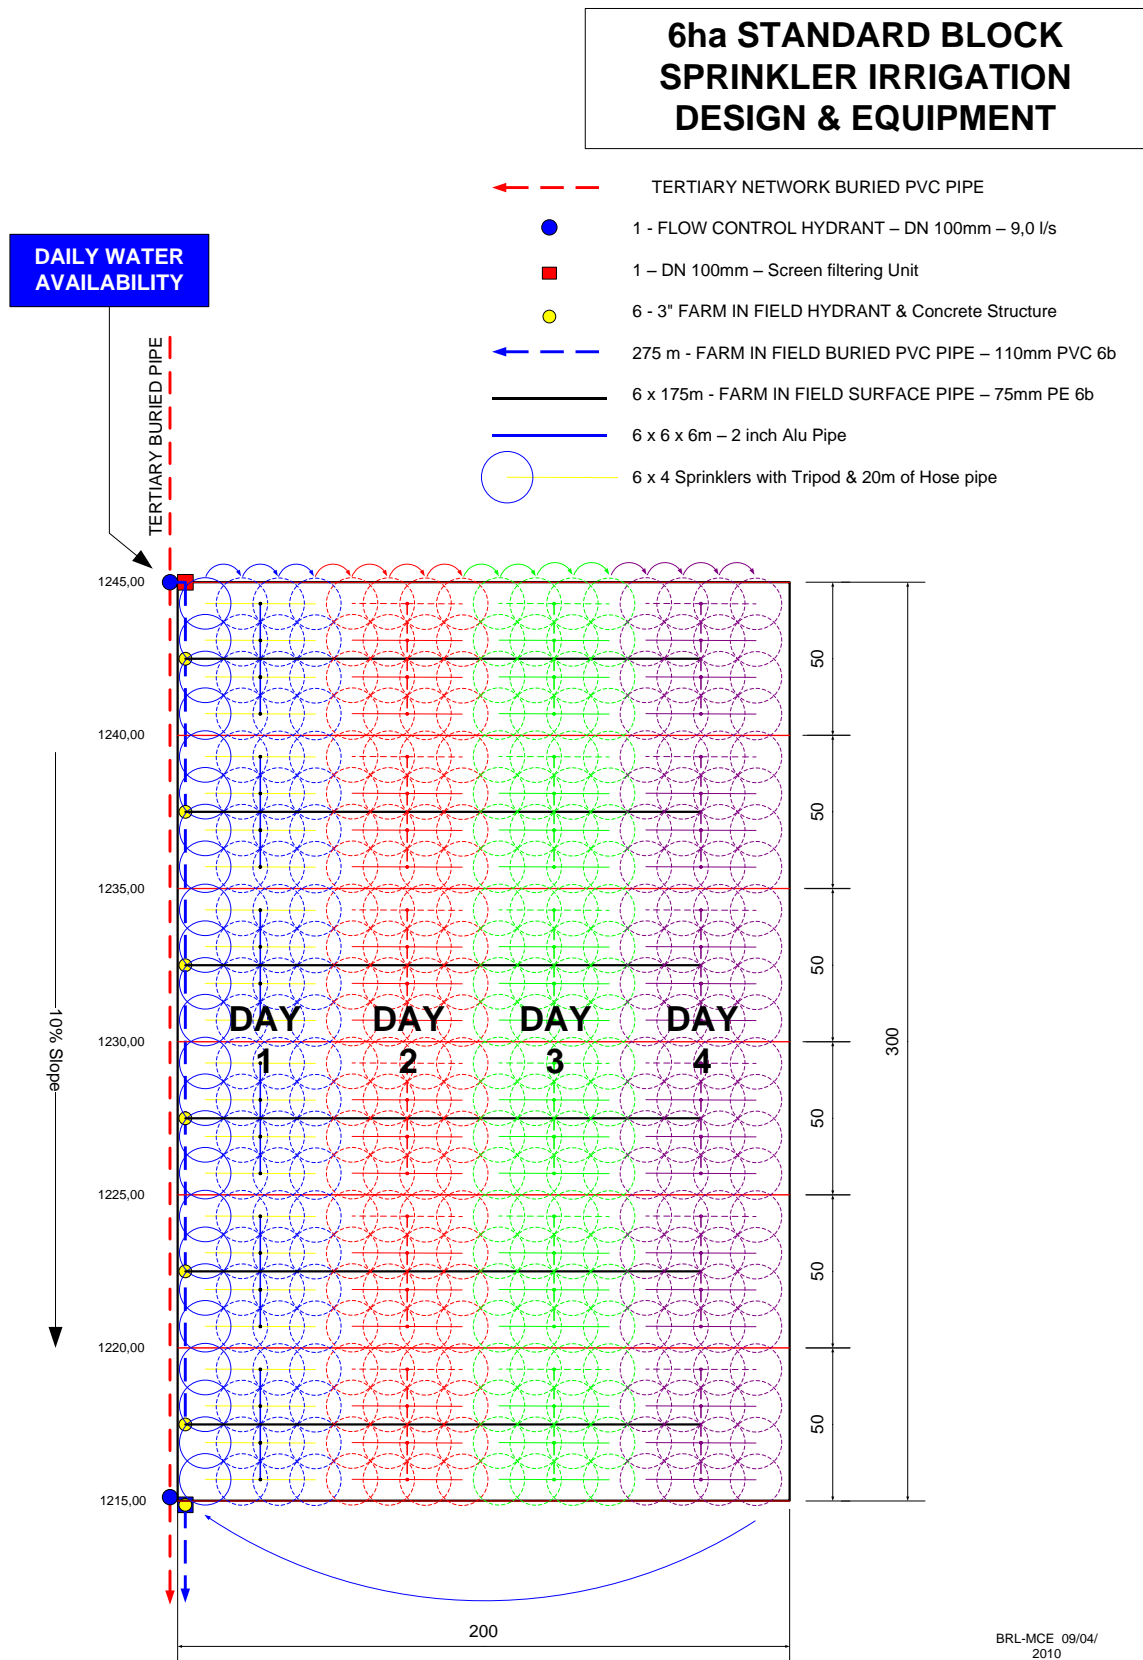 6ha STANDARD BLOCK
SPRINKLER IRRIGATION
DESIGN & EQUIPMENT
TERTIARY NETWORK BURIED PVC PIPE
1 - FLOW CONTROL HYDRANT – DN 100mm – 9,0 l/s
1 – DN 100mm – Screen filtering Unit
6 - 3" FARM IN FIELD HYDRANT & Concrete Structure
275 m - FARM IN FIELD BURIED PVC PIPE – 110mm PVC 6b
6 x 175m - FARM IN FIELD SURFACE PIPE – 75mm PE 6b
6 x 6 x 6m – 2 inch Alu Pipe
6 x 4 Sprinklers with Tripod & 20m of Hose pipe
DAILY WATER
AVAILABILITY
TERTIARY BURIED PIPE
1245,00
1240,00
1235,00
1230,00
1225,00
1220,00
1215,00
10% Slope
DAY
1
DAY
2
DAY
3
DAY
4
50
50
50
50
50
50
300
200
BRL-MCE 09/04/
2010